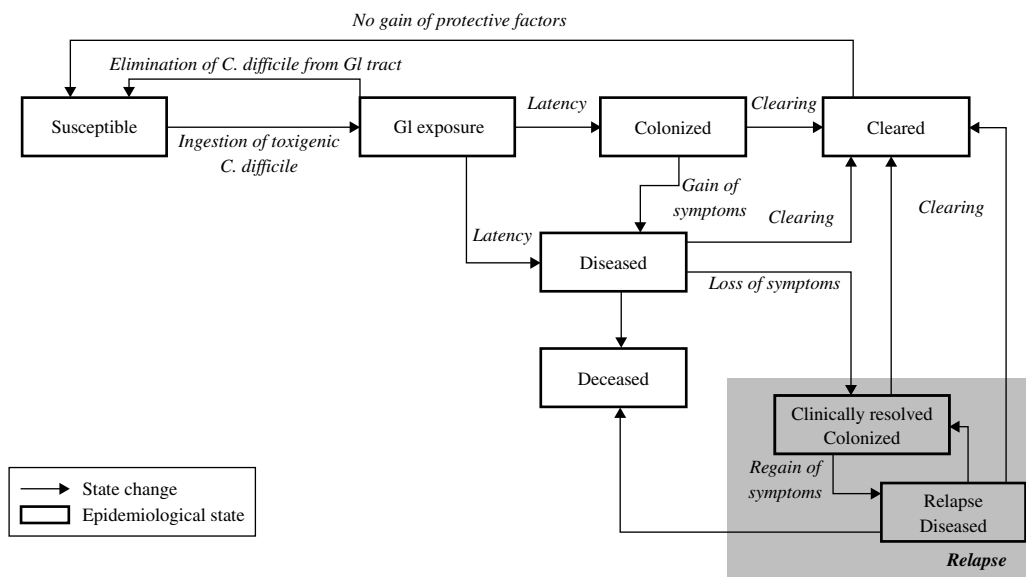 No gain of protective factors
Elimination of C. difficile from Gl tract
Susceptible
Ingestion of toxigenic
C. difficile
Gl exposure
Latency
Colonized
Clearing
Cleared
Gain of
symptoms
Clearing
Clearing
Latency
Diseased
Loss of symptoms
Deceased
Clinically resolved
Colonized
Regain of
symptoms
Relapse
Diseased
Relapse
State change
Epidemiological state